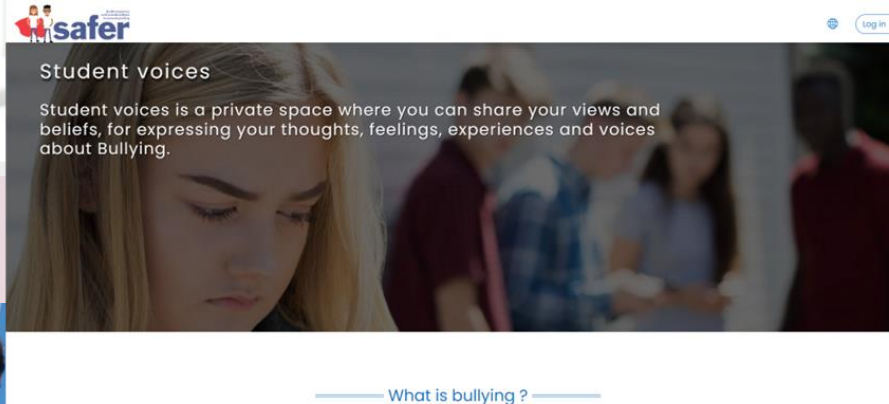 safer
Log in
Student voices
Student voices is a private space where you can share your views and
beliefs, for expressing your thoughts, feelings, experiences and voices
about Bullying.
What is bullying ?